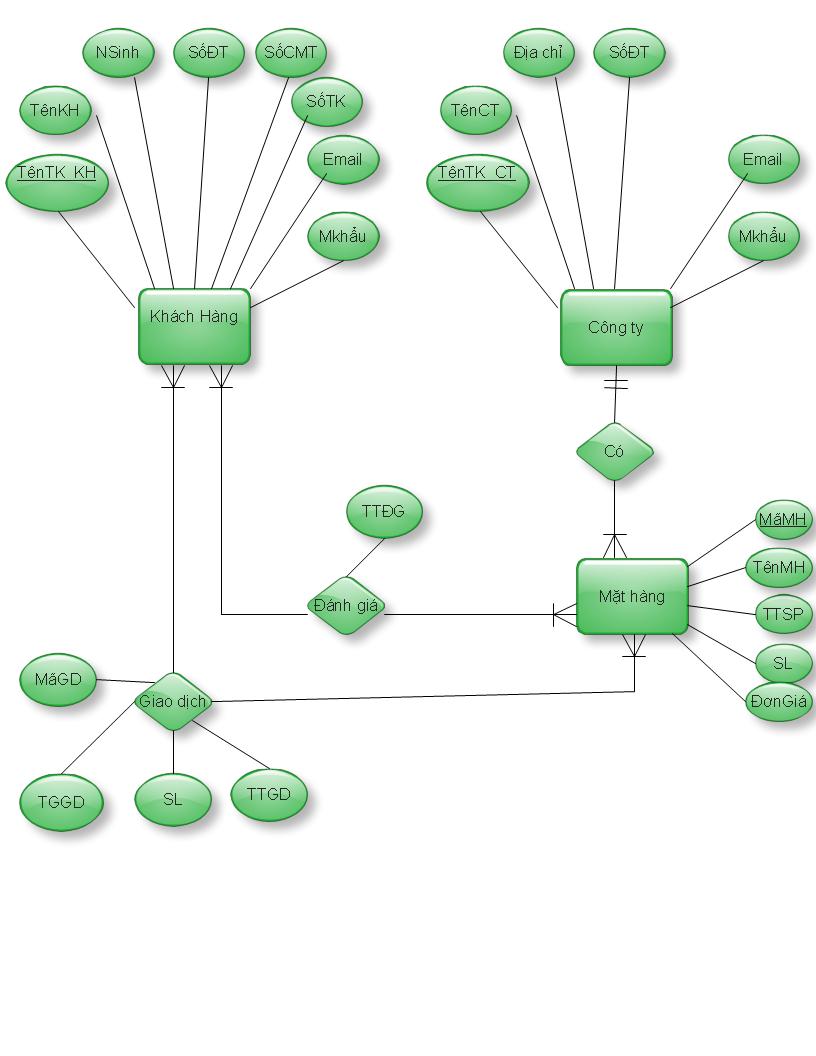 NSinh
SốĐT
SốCMT
Địa chỉ
SốĐT
TênKH
SốTK
TênCT
TênTK_KH
Email
TênTK_CT
Email
Mkhẩu
Mkhẩu
Khách Hàng
Công ty
Có
TTĐG
MãMH
TênMH
Đánh giá
Mặt hàng
TTSP
SL
MãGD
Giao dịch
ĐơnGiá
TGGD
SL
TTGD